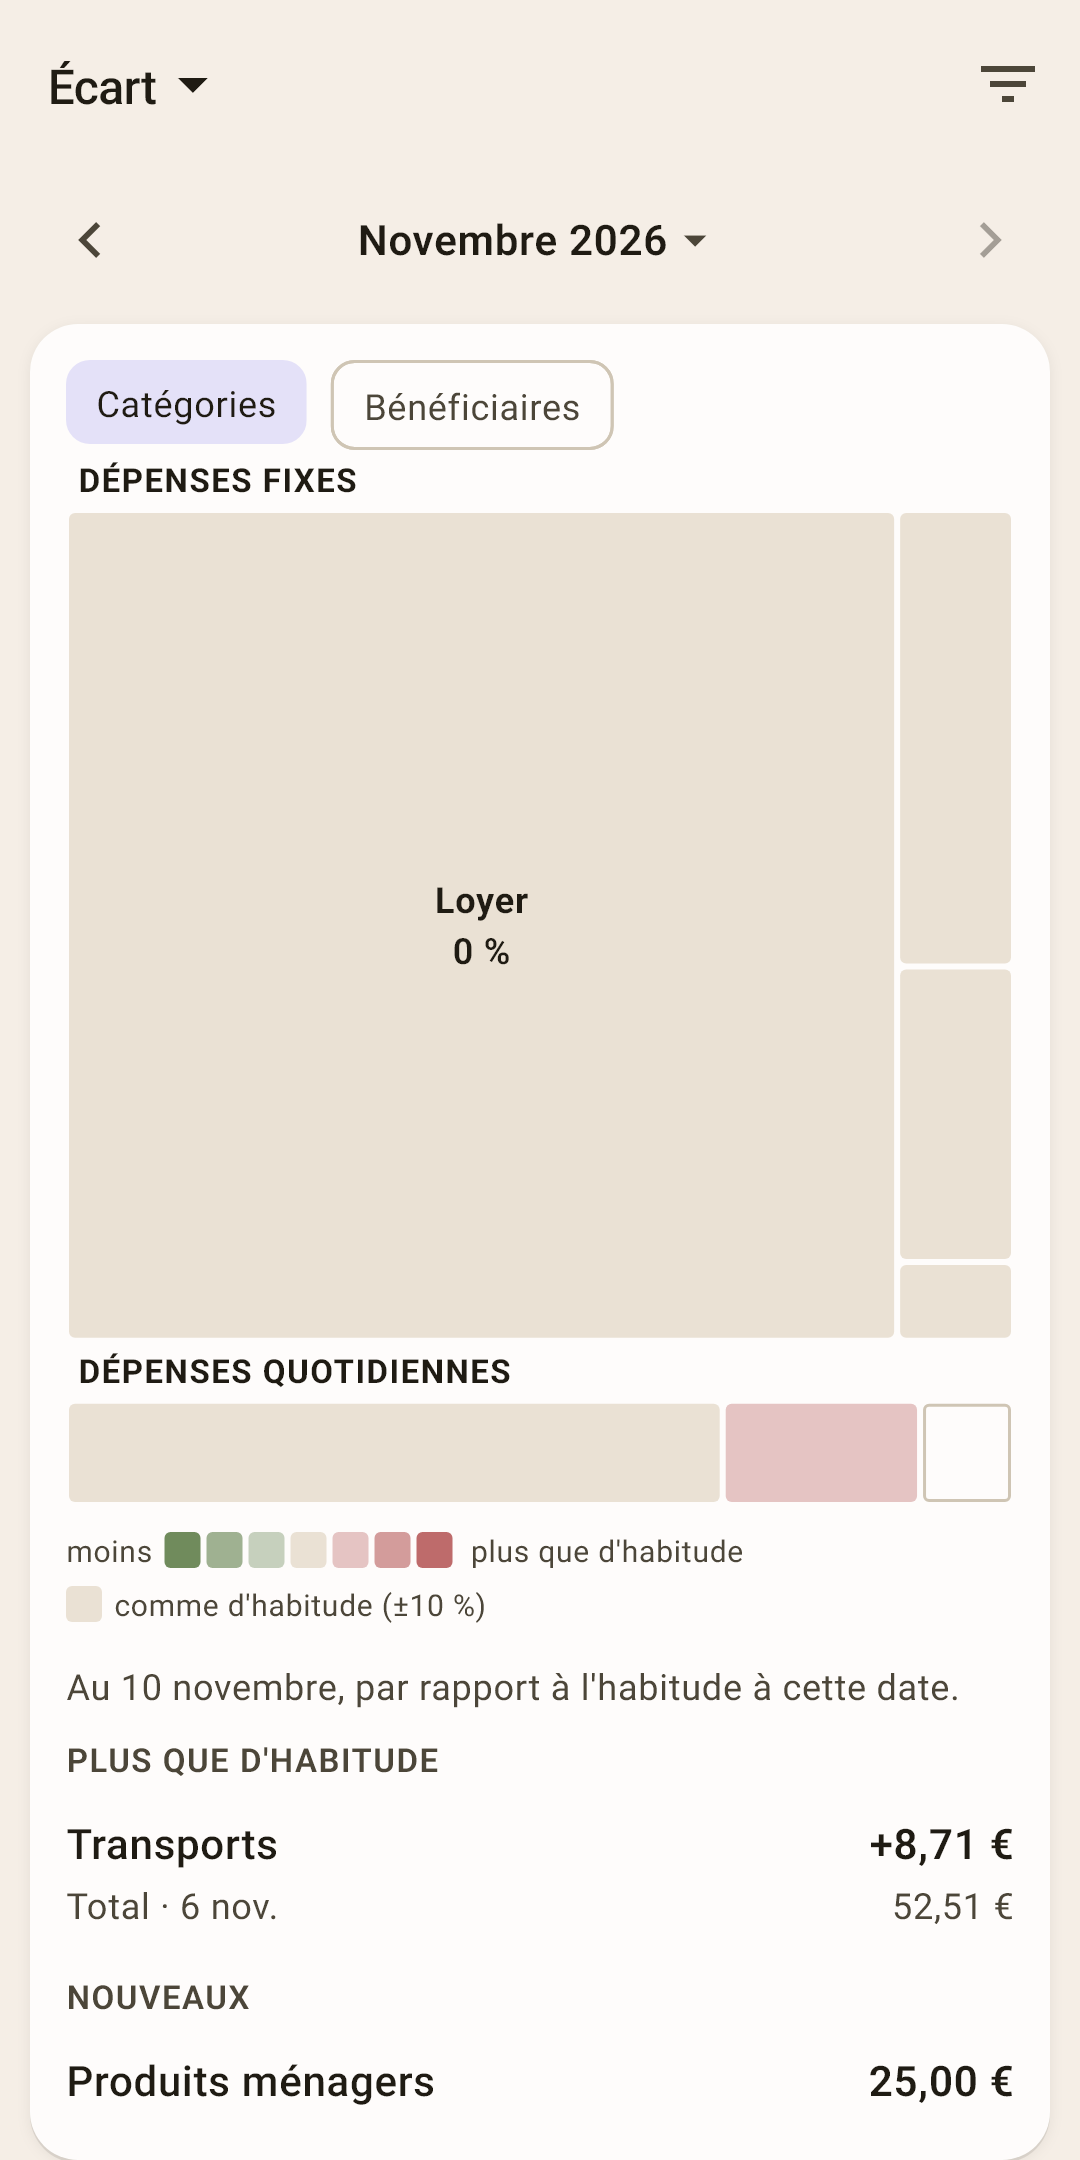 Écart
Novembre 2026
Catégories
Bénéficiaires
DÉPENSES FIXES
Loyer
0 %
DÉPENSES QUOTIDIENNES
moins
plus que d'habitude
comme d'habitude (±10 %)
Au 10 novembre, par rapport à l'habitude à cette date.
PLUS QUE D'HABITUDE
Transports +8,71 €
Total · 6 nov. 52,51 €
NOUVEAUX
Produits ménagers 25,00 €